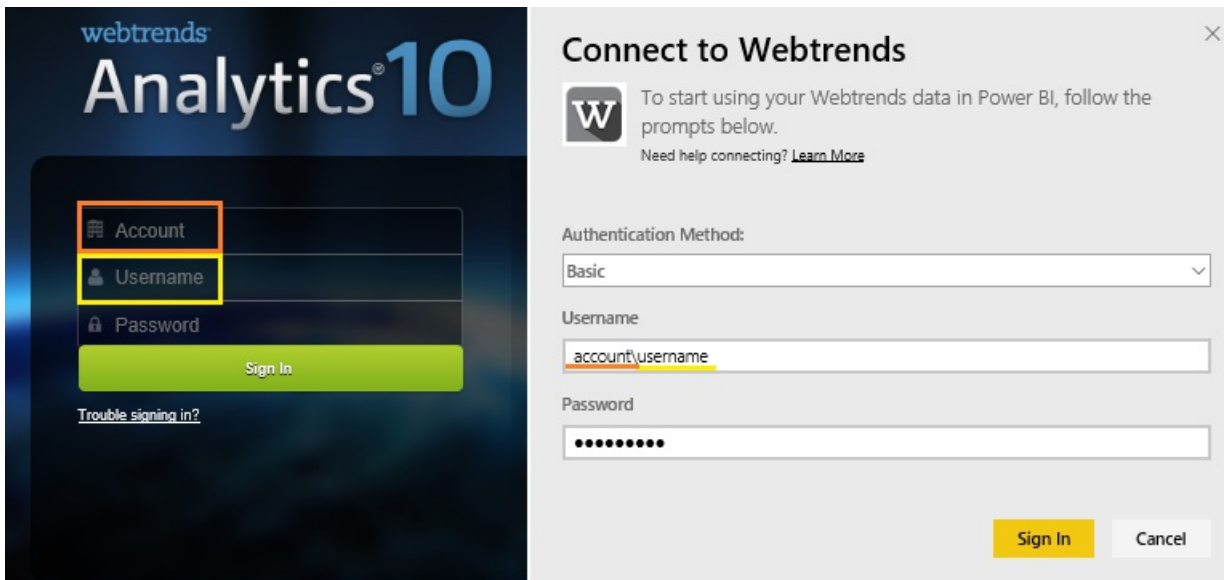 webtrends
Analytics 10
Account
Username
Password
Sign In
Trouble signing in?
Connect to Webtrends
W
To start using your Webtrends data in Power BI, follow the
prompts below.
Need help connecting? Learn More
Authentication Method:
Basic
Username
account\username
Password
•••••••••
Sign In Cancel